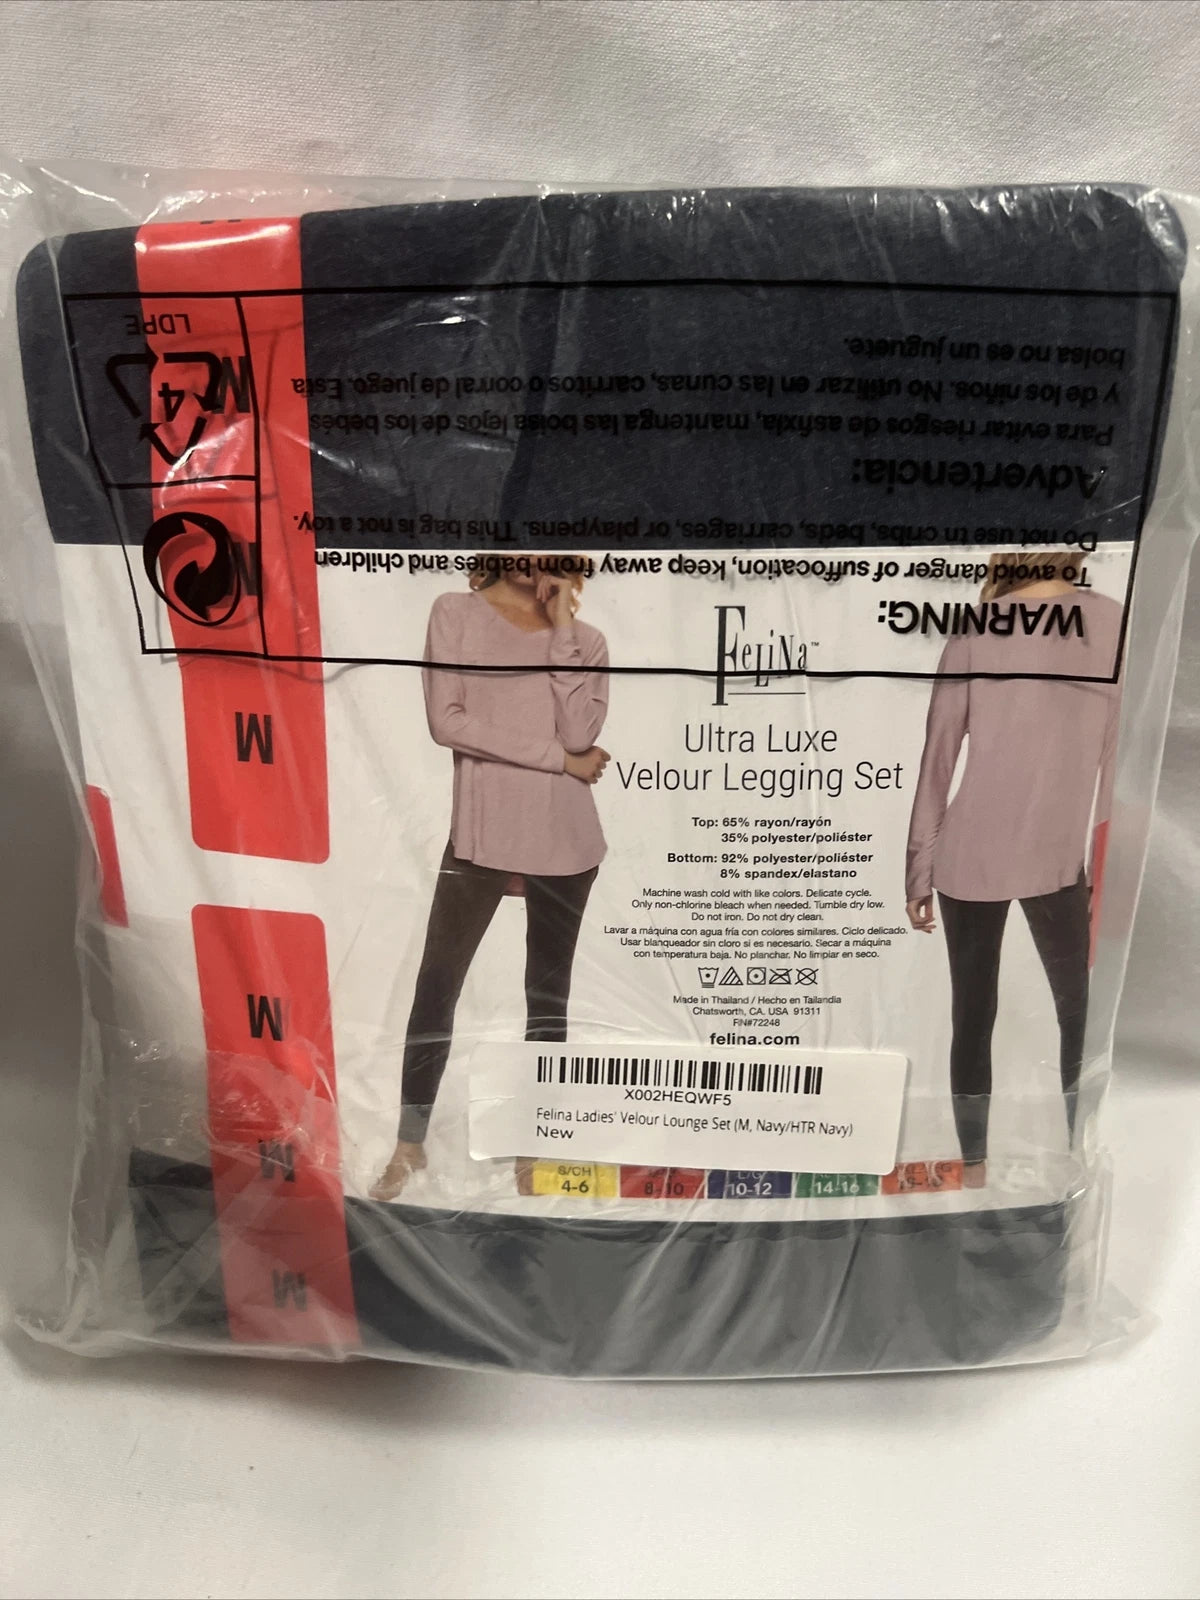 LDPE
4
M
M
M
M
M
M
bolsa no es un juguete.
y de los niños. No utilizar en las cunas, carritos o corral de juego. Esta
Para evitar riesgos de asfixia, mantenga las bolsa lejos de los bebés
Advertencia:
Do not use in cribs, beds, carriages, or playpens. This bag is not a toy.
To avoid danger of suffocation, keep away from babies and children
WARNING:
FeLiNa™
Ultra Luxe
Velour Legging Set
Top: 65% rayon/rayón
35% polyester/poliéster
Bottom: 92% polyester/poliéster
8% spandex/elastano
Machine wash cold with like colors. Delicate cycle.
Only non-chlorine bleach when needed. Tumble dry low.
Do not iron. Do not dry clean.
Lavar a máquina con agua fría con colores similares. Ciclo delicado.
Usar blanqueador sin cloro si es necesario. Secar a máquina
con temperatura baja. No planchar. No limpiar en seco.
Made in Thailand / Hecho en Tailandia
Chatsworth, CA. USA 91311
RN#72248
felina.com
X002HEQWF5
Felina Ladies' Velour Lounge Set (M, Navy/HTR Navy)
New
S/CH
4-6 8-10 10-12 14-16